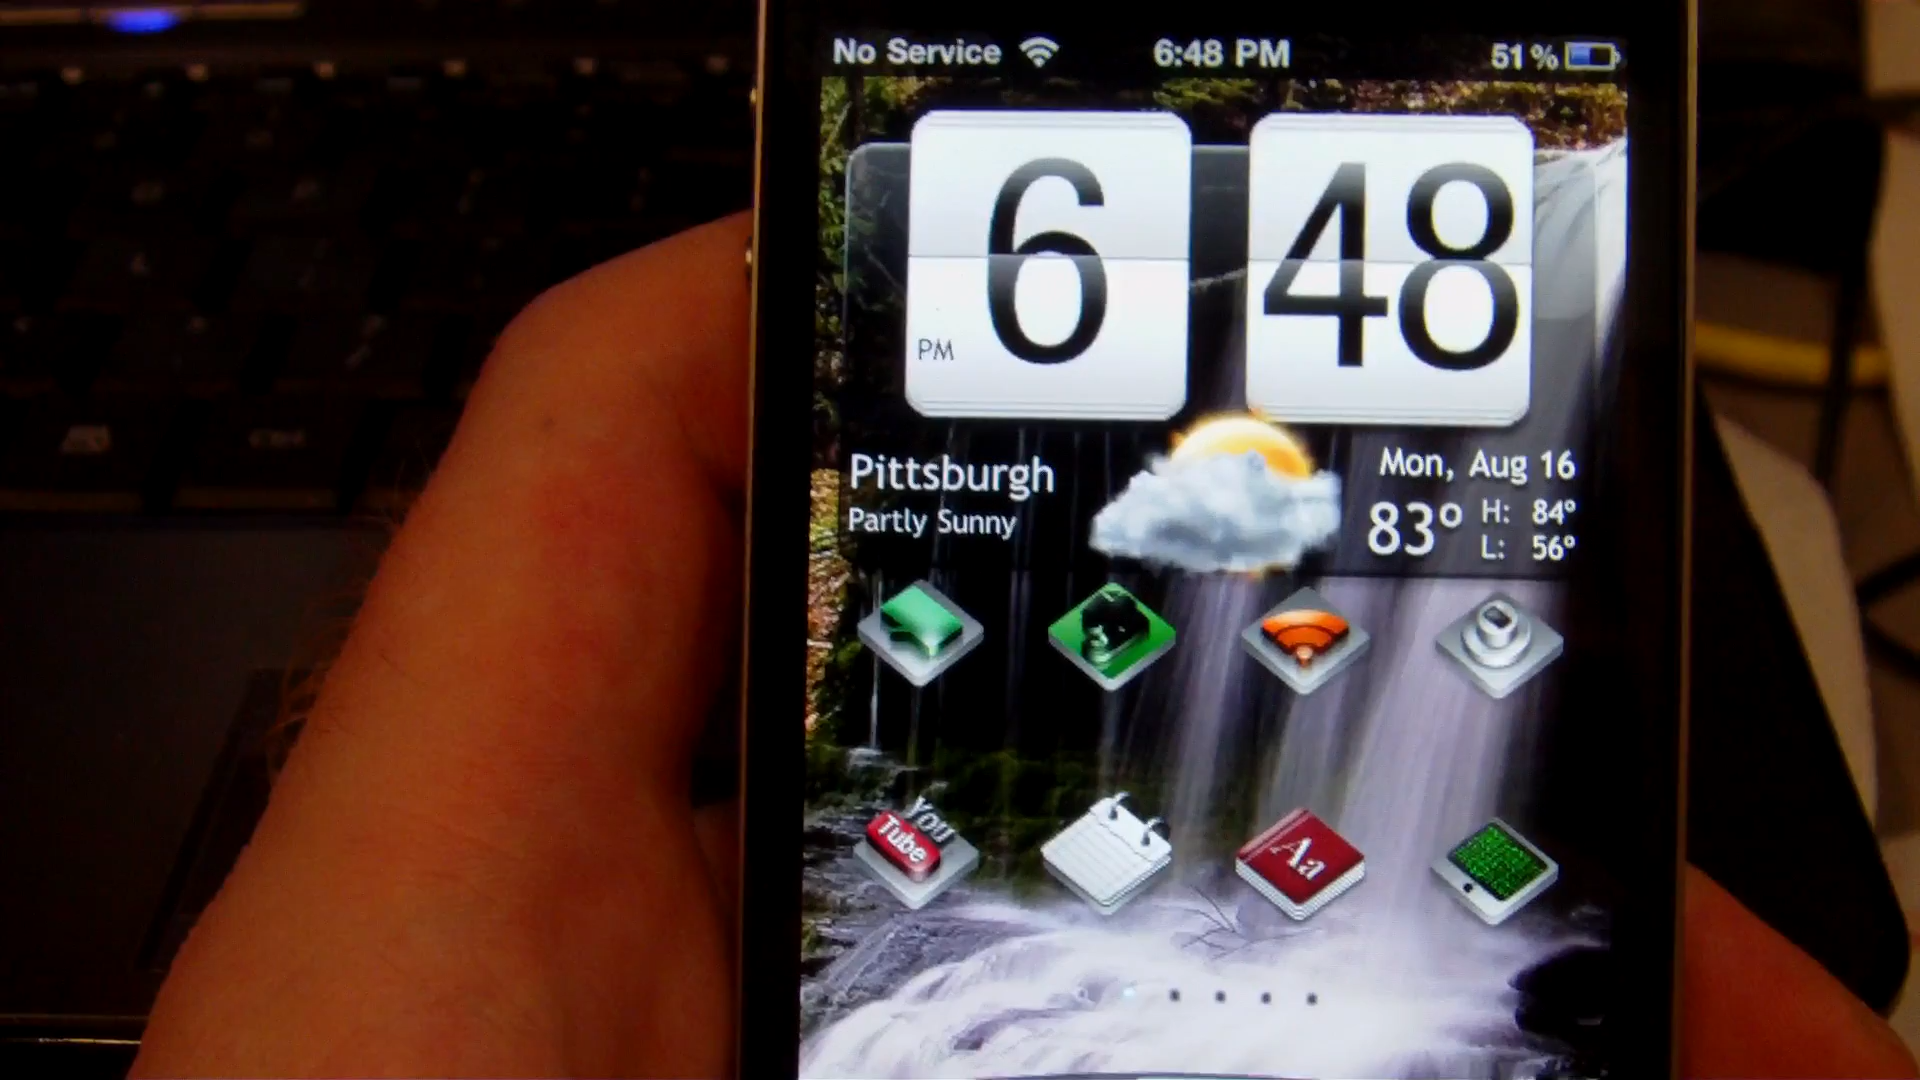 No Service 6:48 PM 51%
6 48
PM
Pittsburgh
Partly Sunny
Mon, Aug 16
83° H: 84°
L: 56°
You
Tube
Aa